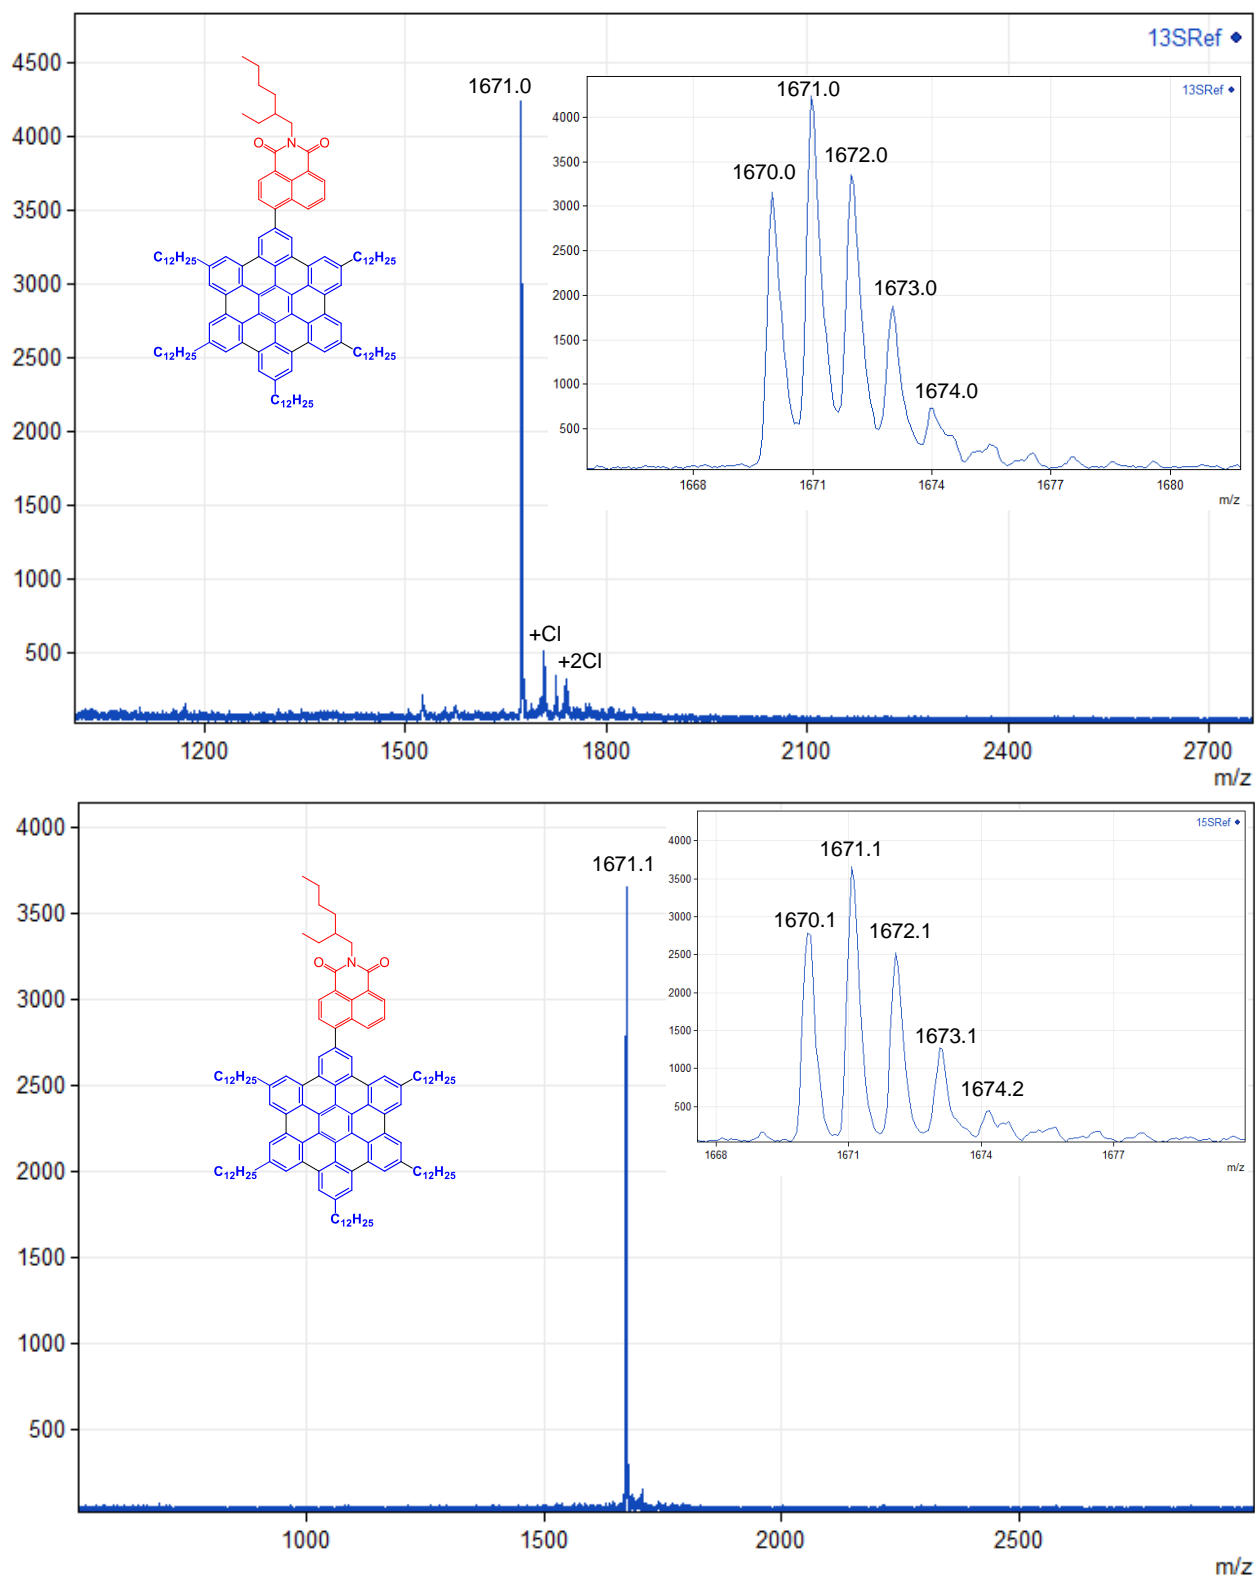 13SRef
4500
4000
3500
3000
2500
2000
1500
1000
500
1200
1500
1800
2100
2400
2700
m/z
1671.0
+Cl
+2Cl
O
N
O
C12H25
C12H25
C12H25
C12H25
C12H25
13SRef
4000
3500
3000
2500
2000
1500
1000
500
1670.0
1671.0
1672.0
1673.0
1674.0
1668
1671
1674
1677
1680
m/z
4000
3500
3000
2500
2000
1500
1000
500
1000
1500
2000
2500
m/z
1671.1
O
N
O
C12H25
C12H25
C12H25
C12H25
C12H25
15SRef
4000
3500
3000
2500
2000
1500
1000
500
1670.1
1671.1
1672.1
1673.1
1674.2
1668
1671
1674
1677
m/z